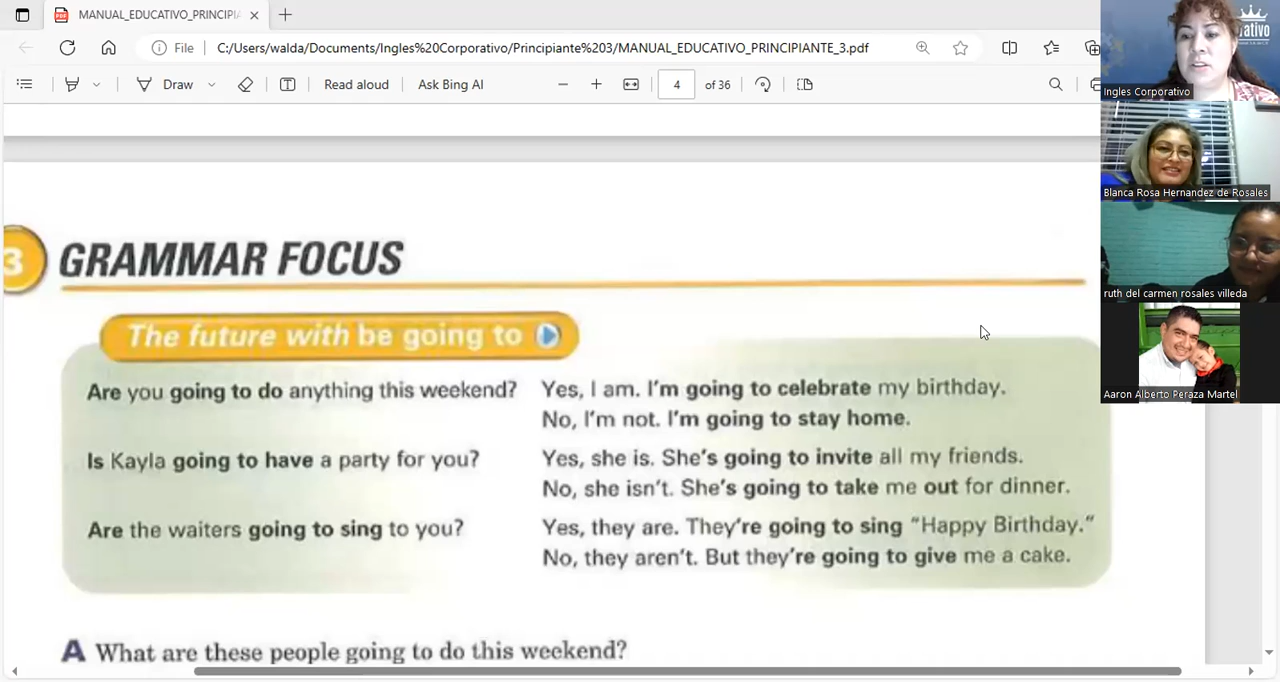 MANUAL_EDUCATIVO_PRINCIPIA
File
C:/Users/walda/Documents/Ingles%20Corporativo/Principiante%203/MANUAL_EDUCATIVO_PRINCIPIANTE_3.pdf
Draw
Read aloud
Ask Bing AI
4
of 36
ativo
Ingles Corporativo
Blanca Rosa Hernandez de Rosales
ruth del carmen rosales villeda
Aaron Alberto Peraza Martel
3 GRAMMAR FOCUS
The future with be going to
Are you going to do anything this weekend? Yes, I am. I'm going to celebrate my birthday.
No, I'm not. I'm going to stay home.
Is Kayla going to have a party for you? Yes, she is. She's going to invite all my friends.
No, she isn't. She's going to take me out for dinner.
Are the waiters going to sing to you? Yes, they are. They're going to sing “Happy Birthday.”
No, they aren't. But they're going to give me a cake.
A What are these people going to do this weekend?